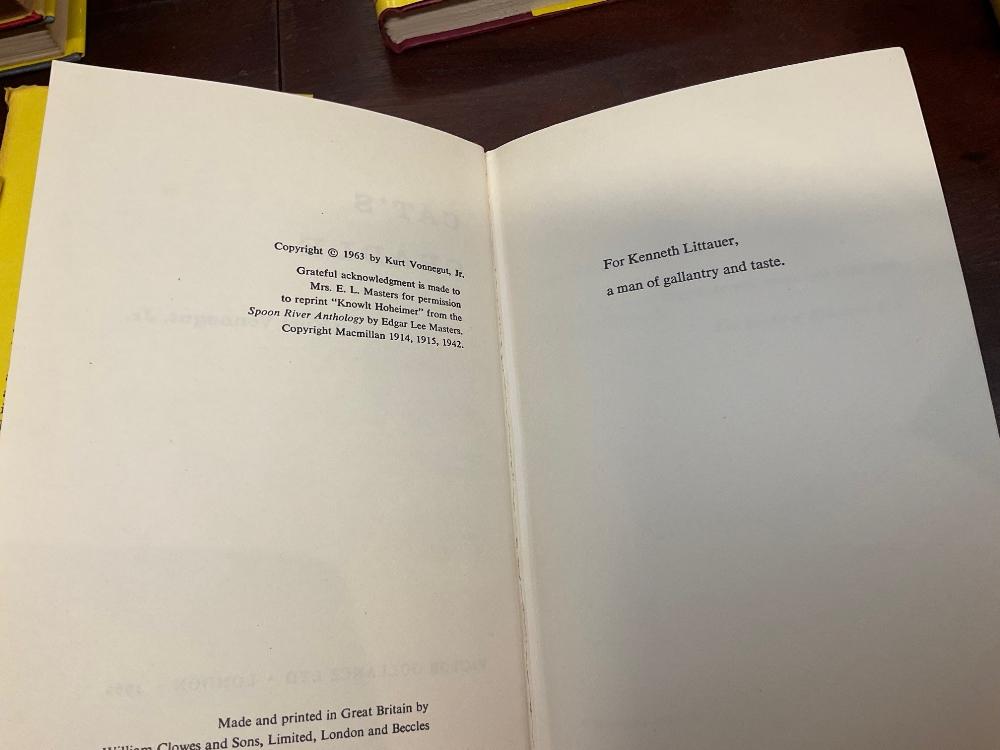 Copyright © 1963 by Kurt Vonnegut, Jr.
Grateful acknowledgment is made to
Mrs. E. L. Masters for permission
to reprint "Knowlt Hoheimer" from the
Spoon River Anthology by Edgar Lee Masters.
Copyright Macmillan 1914, 1915, 1942.
Made and printed in Great Britain by
William Clowes and Sons, Limited, London and Beccles
For Kenneth Littauer,
a man of gallantry and taste.